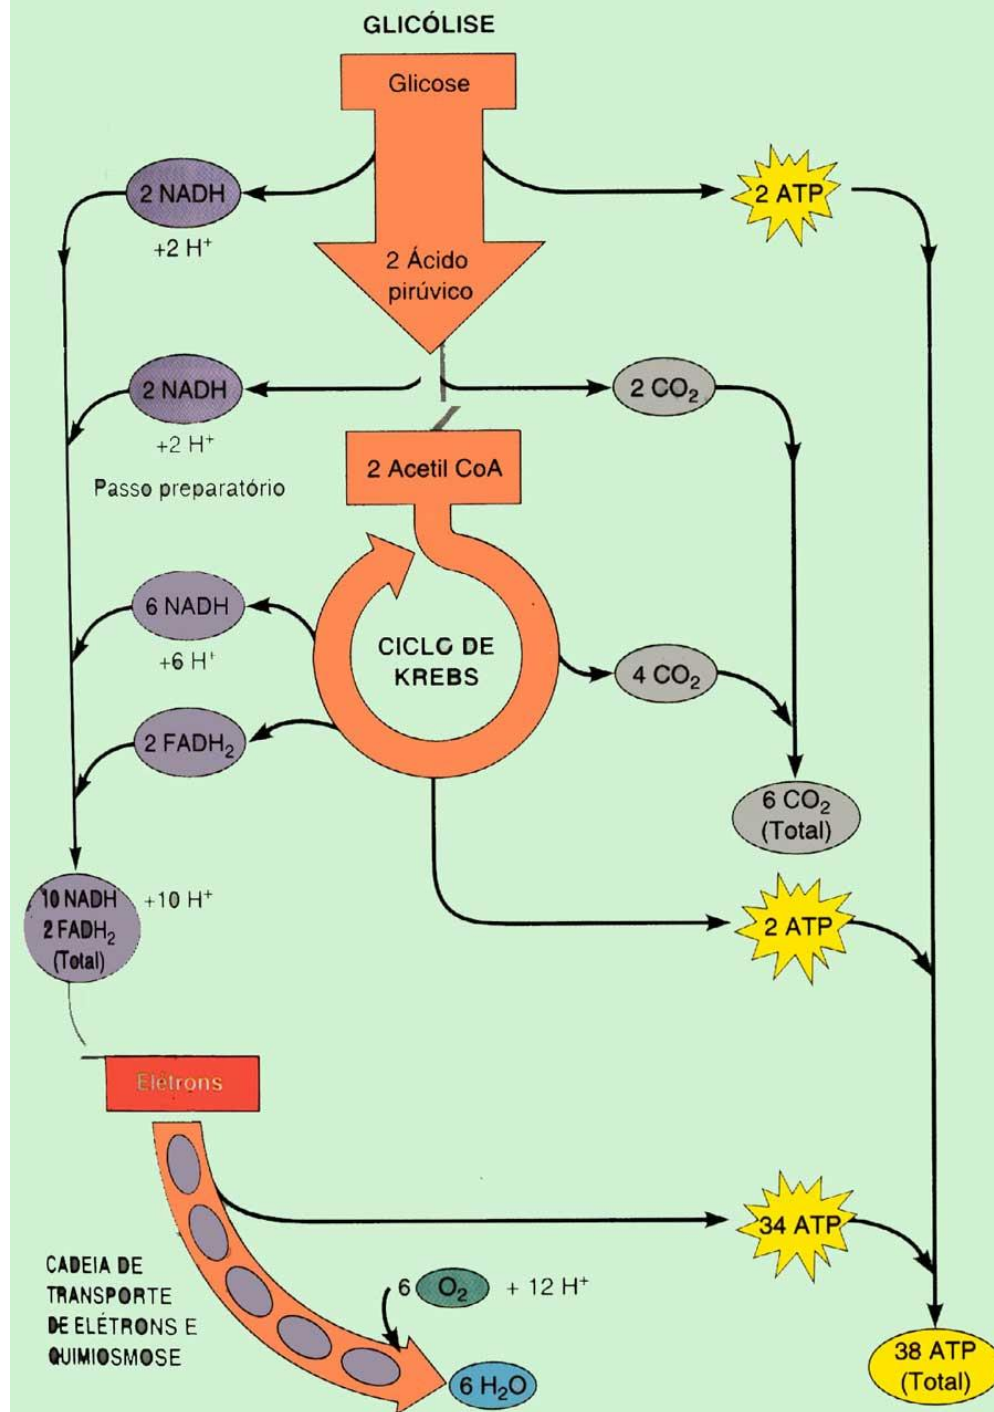 GLICÓLISE
Glicose
2 NADH
+2 H⁺
2 ATP
2 Ácido
pirúvico
2 NADH
+2 H⁺
2 CO₂
Passo preparatório
2 Acetil CoA
6 NADH
+6 H⁺
CICLO DE
KREBS
4 CO₂
2 FADH₂
6 CO₂
(Total)
10 NADH
2 FADH₂
(Total)
+10 H⁺
2 ATP
Elétrons
34 ATP
CADEIA DE
TRANSPORTE
DE ELÉTRONS E
QUIMIOSMOSE
6 O₂ + 12 H⁺
6 H₂O
38 ATP
(Total)